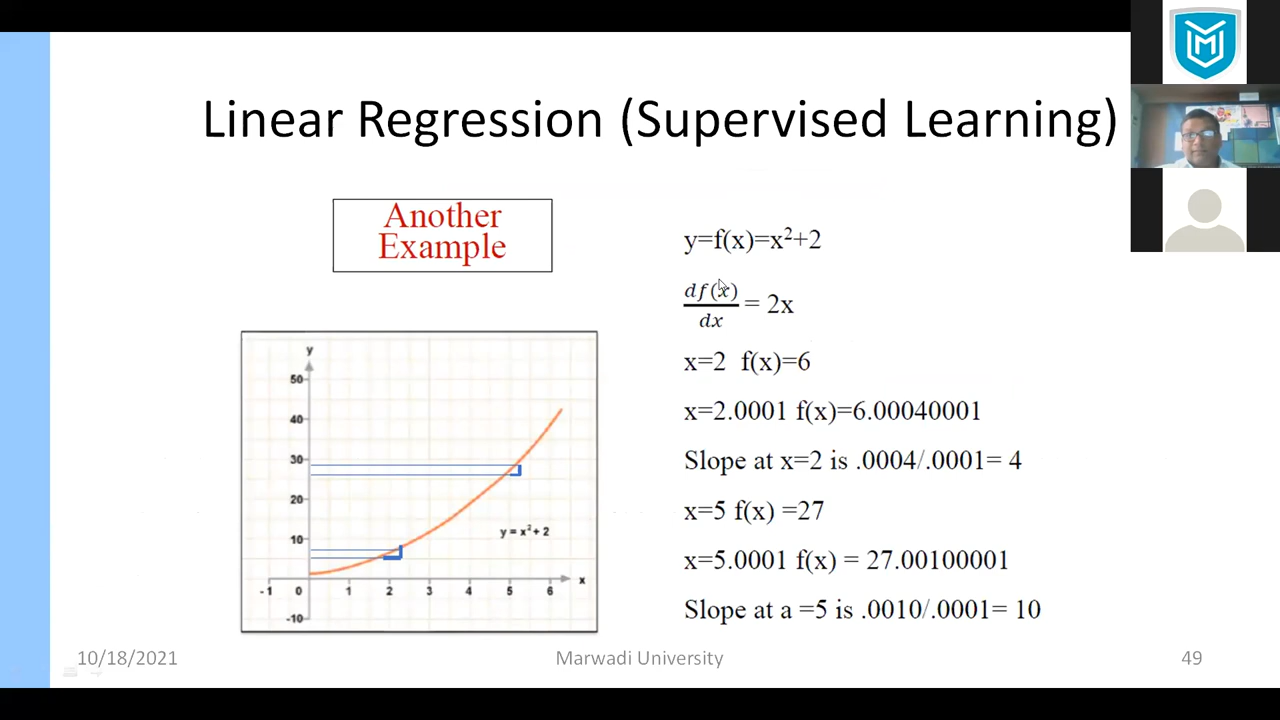 Linear Regression (Supervised Learning)
Another
Example
y=f(x)=x²+2
df(x)
dx
= 2x
x=2 f(x)=6
x=2.0001 f(x)=6.00040001
Slope at x=2 is .0004/.0001= 4
x=5 f(x) =27
x=5.0001 f(x) = 27.00100001
Slope at a =5 is .0010/.0001= 10
y
50
40
30
20
10
y = x² + 2
x
-1 0 1 2 3 4 5 6
-10
10/18/2021
Marwadi University
49